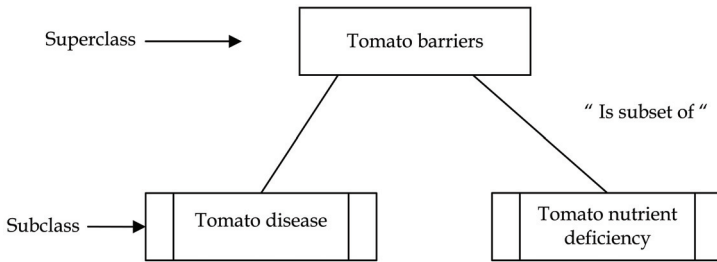 Superclass
Tomato barriers
“ Is subset of “
Subclass
Tomato disease
Tomato nutrient
deficiency